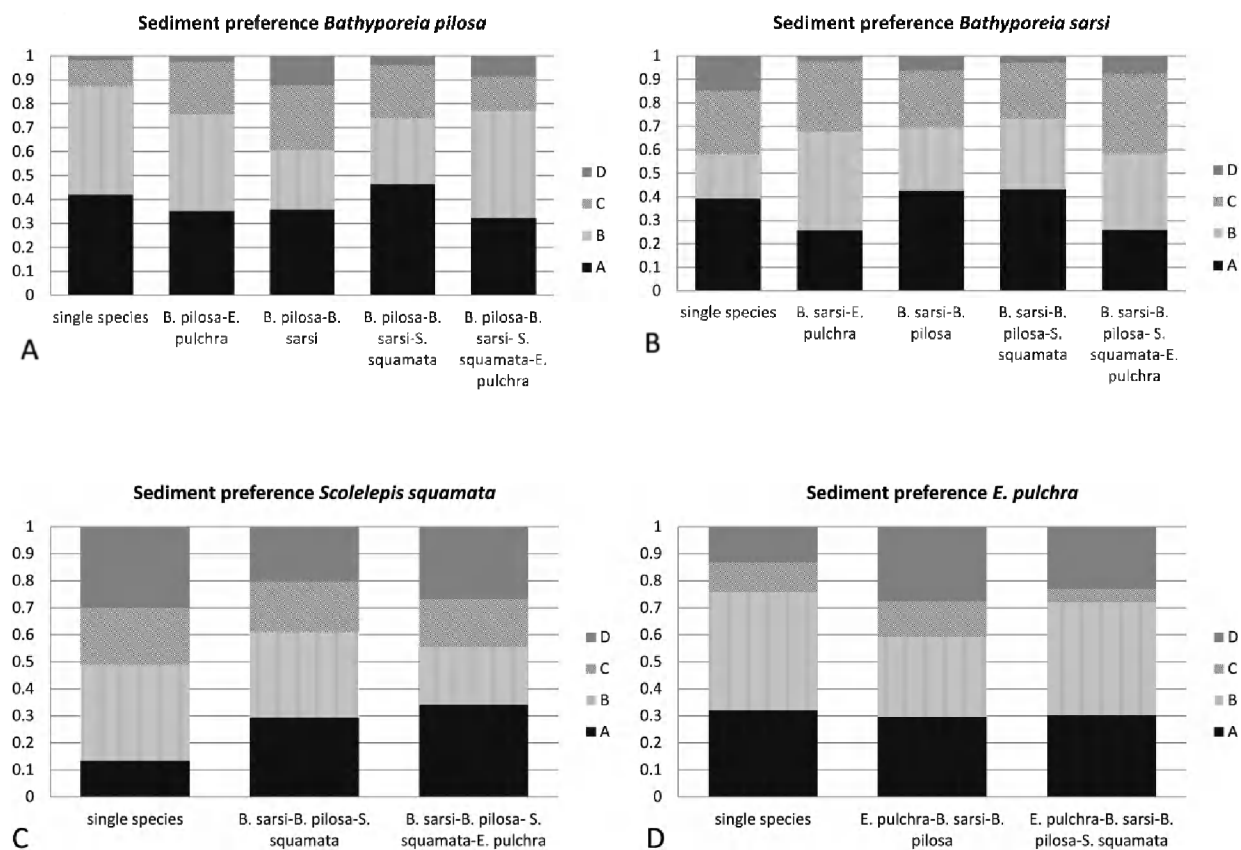 Sediment preference Bathyporeia pilosa
1
0.9
0.8
0.7
0.6
0.5
0.4
0.3
0.2
0.1
0
D
C
B
A
single species
B. pilosa-E.
pulchra
B. pilosa-B.
sarsi
B. pilosa-B.
sarsi-S.
squamata
B. pilosa-B.
sarsi- S.
squamata-E.
pulchra
A
Sediment preference Bathyporeia sarsi
1
0.9
0.8
0.7
0.6
0.5
0.4
0.3
0.2
0.1
0
D
C
B
A
single species
B. sarsi-E.
pulchra
B. sarsi-B.
pilosa
B. sarsi-B.
pilosa-S.
squamata
B. sarsi-B.
pilosa- S.
squamata-E.
pulchra
B
Sediment preference Scolelepis squamata
1
0.9
0.8
0.7
0.6
0.5
0.4
0.3
0.2
0.1
0
D
C
B
A
single species
B. sarsi-B. pilosa-S.
squamata
B. sarsi-B. pilosa- S.
squamata-E. pulchra
C
Sediment preference E. pulchra
1
0.9
0.8
0.7
0.6
0.5
0.4
0.3
0.2
0.1
0
D
C
B
A
single species
E. pulchra-B. sarsi-B.
pilosa
E. pulchra-B. sarsi-B.
pilosa-S. squamata
D